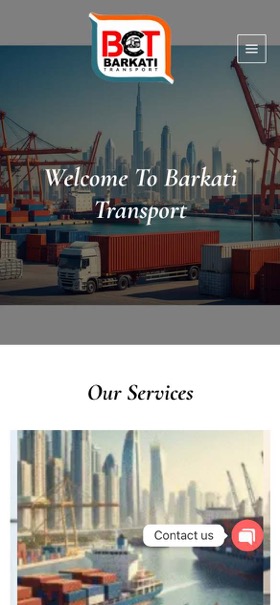 BCT
BARKATI
TRANSPORT
Welcome To Barkati
Transport
Our Services
Contact us